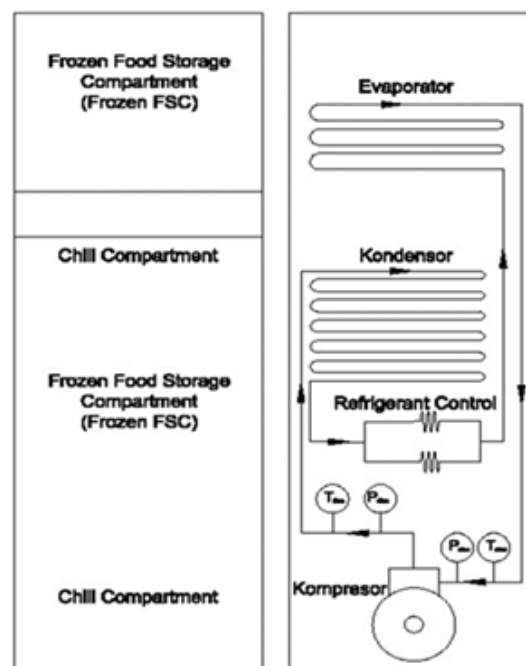 Frozen Food Storage
Compartment
(Frozen FSC)
Chill Compartment
Frozen Food Storage
Compartment
(Frozen FSC)
Chill Compartment
Evaporator
Kondensor
Refrigerant Control
T
P
P
T
Kompresor